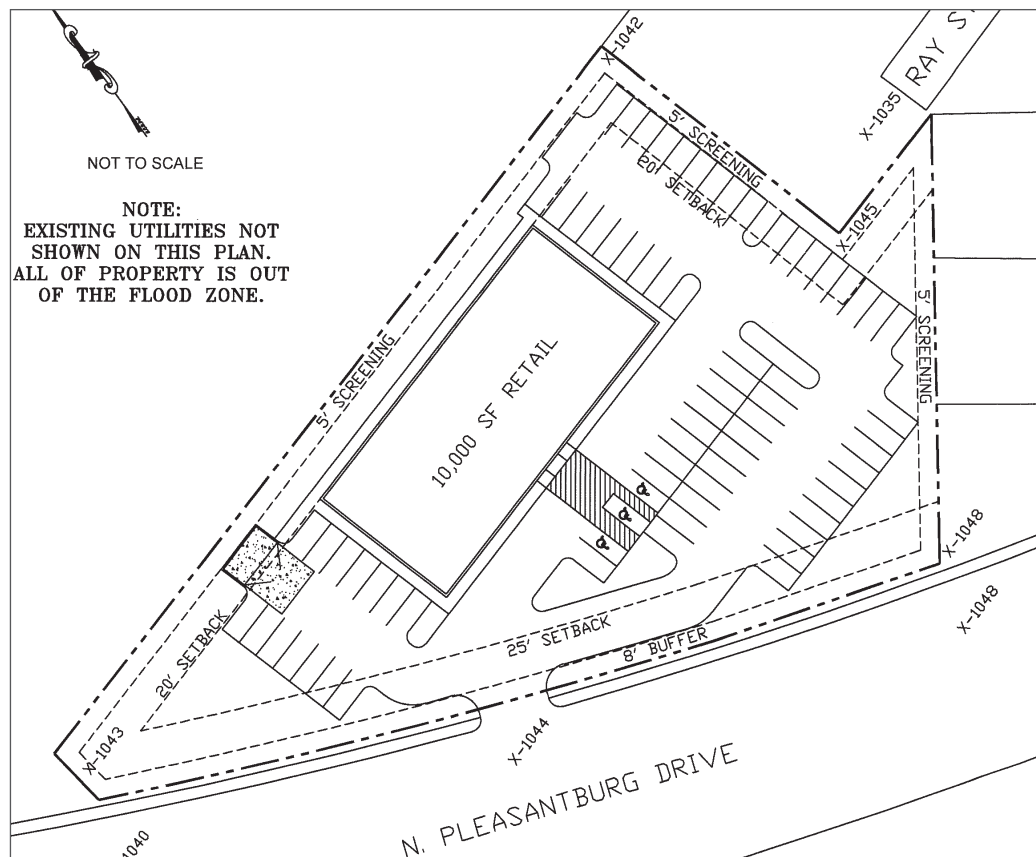 X-1042
RAY ST
X-1035
5' SCREENING
20' SETBACK
NOT TO SCALE
NOTE:
EXISTING UTILITIES NOT
SHOWN ON THIS PLAN.
ALL OF PROPERTY IS OUT
OF THE FLOOD ZONE.
X-1045
5' SCREENING
5' SCREENING
10,000 SF RETAIL
X-1048
X-1048
20' SETBACK
25' SETBACK
8' BUFFER
X-1043
X-1044
N. PLEASANTBURG DRIVE
1040